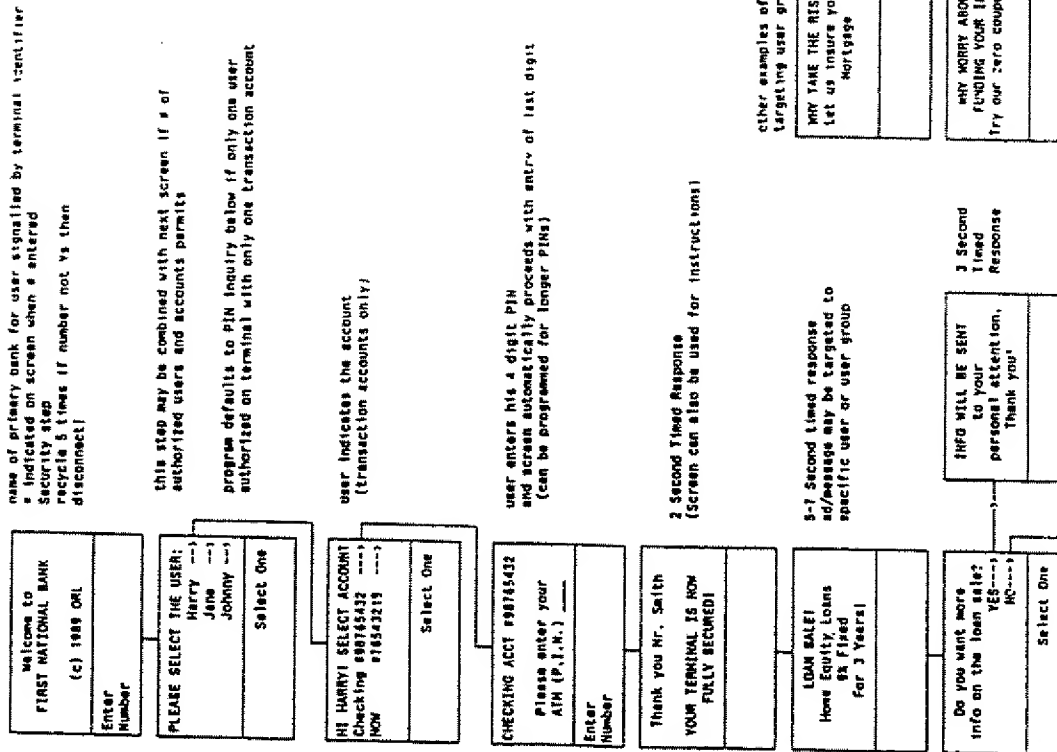 Welcome to
FIRST NATIONAL BANK
(c) 1989 ORL
Enter
Number
name of primary bank for user signalled by terminal identifier
# indicated on screen when # entered
Security step
recycle 5 times if number not Ys then
disconnect!
PLEASE SELECT THE USER:
Harry -->
Jane -->
Johnny -->
Select One
this step may be combined with next screen if # of
authorized users and accounts permits
program defaults to PIN inquiry below if only one user
authorized on terminal with only one transaction account
HI HARRY! SELECT ACCOUNT
Checking #98765432 --->
NOW #16543219 --->
Select One
user indicates the account
(transaction accounts only)
CHECKING ACCT #98765432
Please enter your
ATM (P.I.N.) ____
Enter
Number
user enters his 4 digit PIN
and screen automatically proceeds with entry of last digit
(can be programmed for longer PINs)
Thank you Mr. Smith
YOUR TERMINAL IS NOW
FULLY SECURED!
2 Second Timed Response
(Screen can also be used for instructions)
LOAN SALE!
Home Equity Loans
9% Fixed
For 3 Years!
5-7 Second timed response
ad/message may be targeted to
specific user or user group
other examples of
targeting user gr
WHY TAKE THE RIS
Let us insure yo
Mortgage
Do you want more
info on the loan sale?
YES--->
NO--->
Select One
INFO WILL BE SENT
to your
personal attention,
Thank you!
3 Second
Timed
Response
WHY WORRY ABO
FUNDING YOUR I
Try our zero coupo